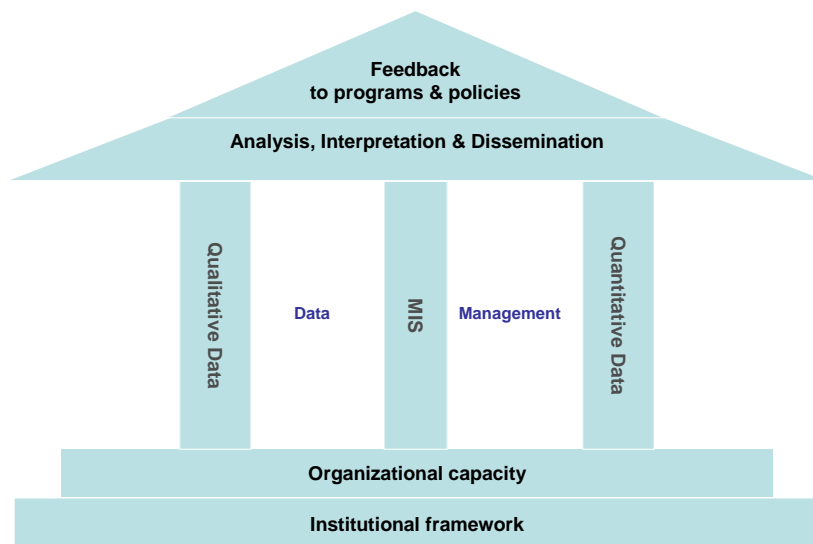 Feedback
to programs & policies
Analysis, Interpretation & Dissemination
Qualitative Data
Data
MIS
Management
Quantitative Data
Organizational capacity
Institutional framework